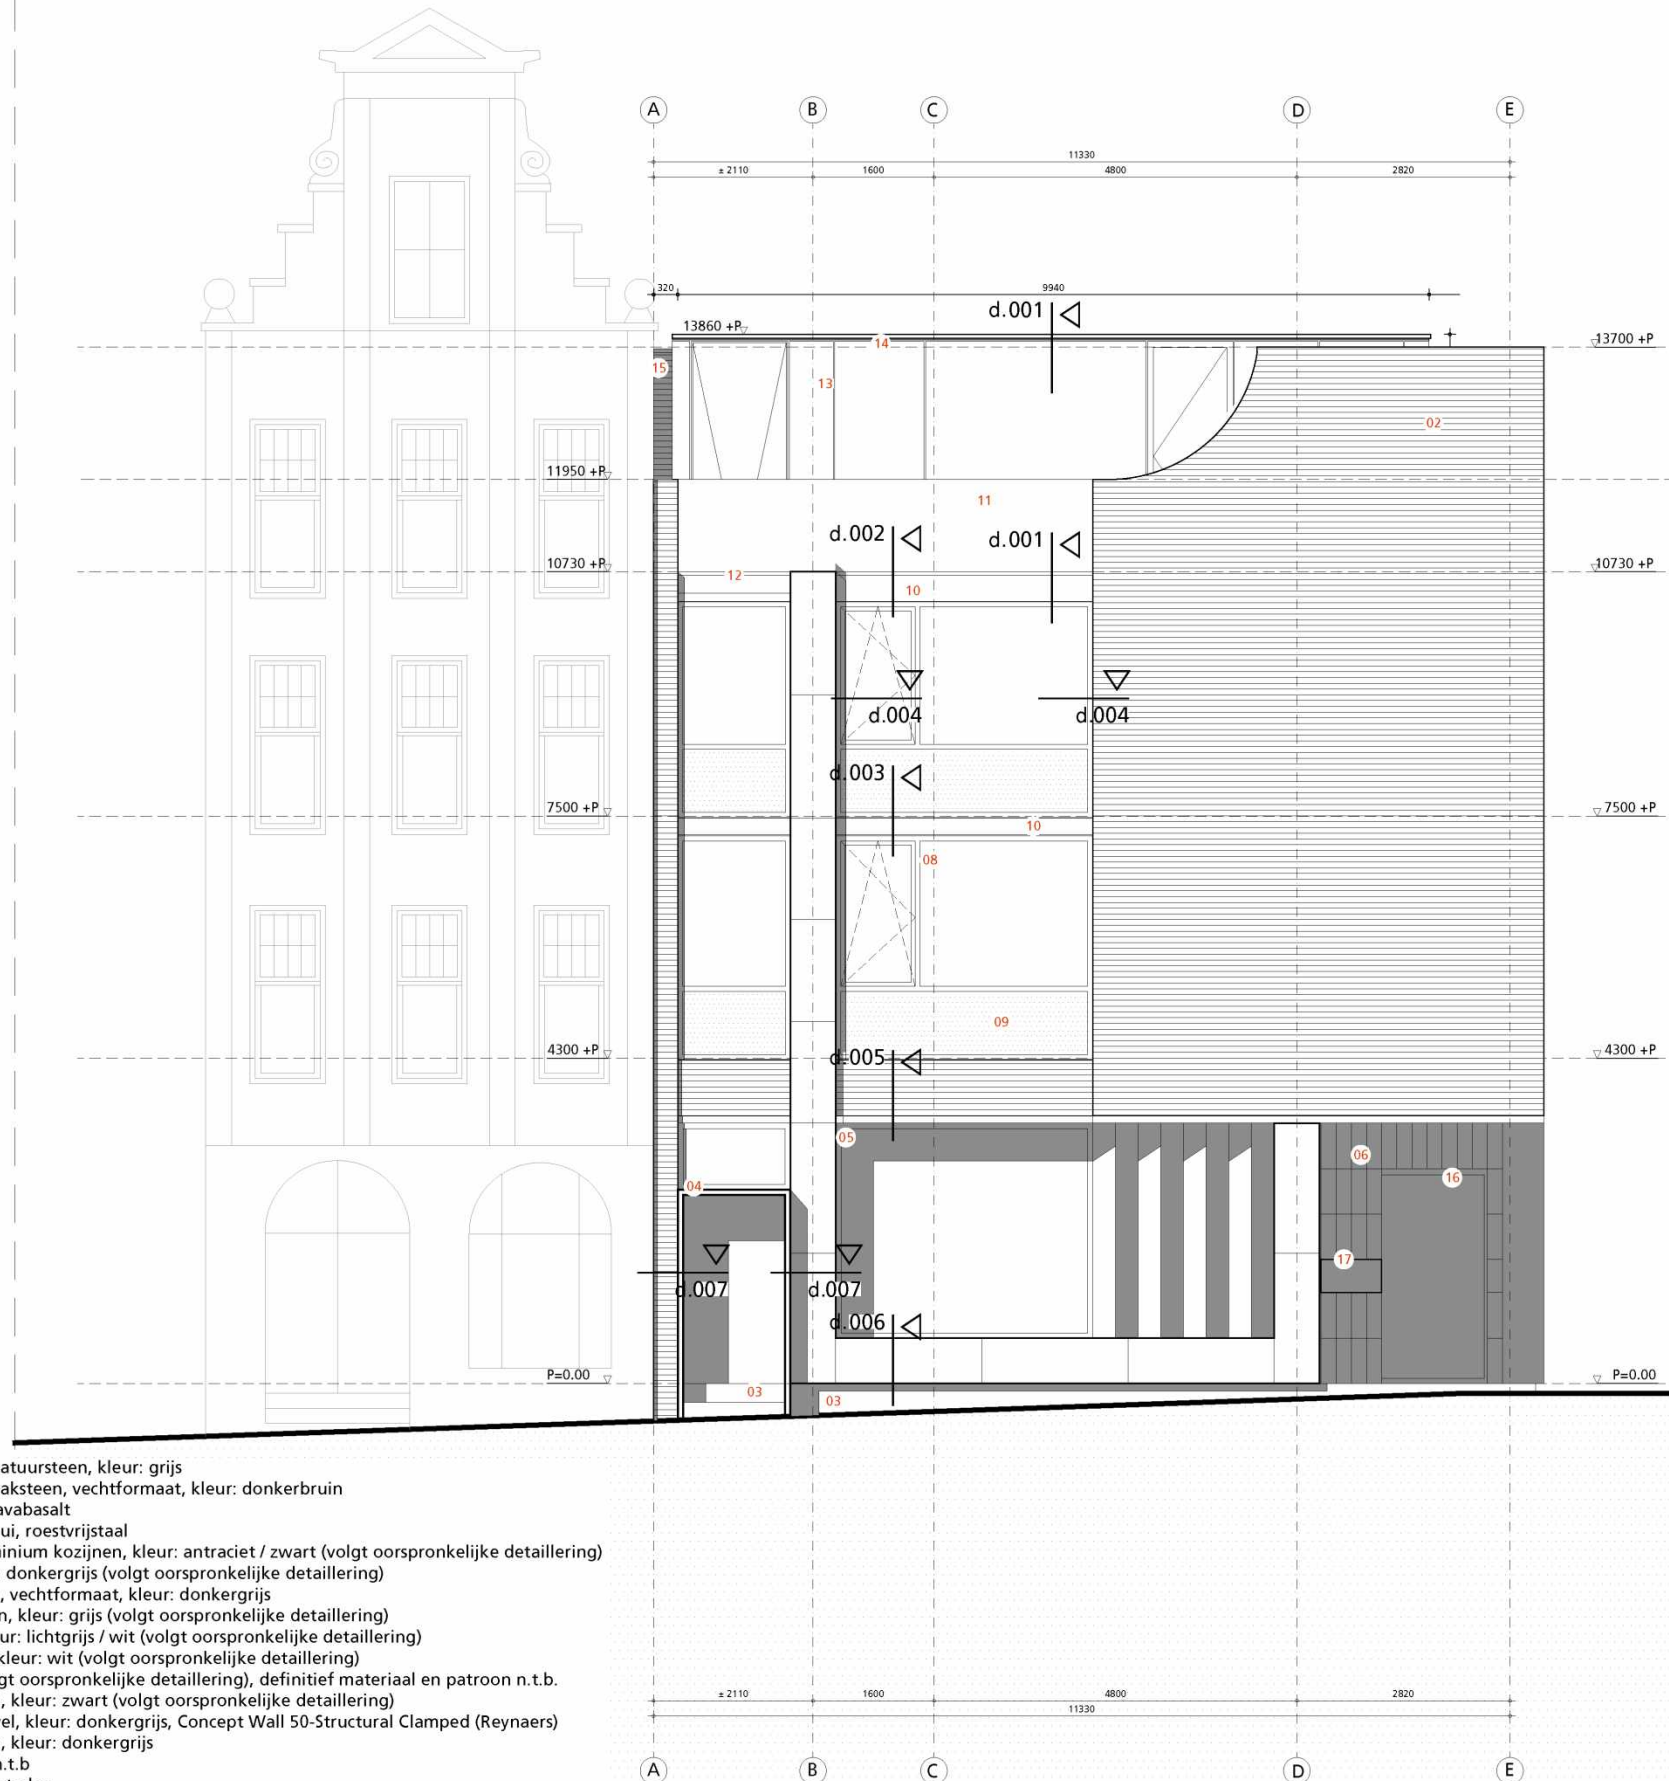 A B C D E
11330
± 2110 1600 4800 2820
320 9940
d.001
13860 +P
14
13700 +P
15
13
02
11950 +P
11
d.002 d.001
10730 +P 10730 +P
12
10
d.004 d.004
d.003
7500 +P 7500 +P
10
08
09
4300 +P 4300 +P
d.005
05
06
16
04
17
d.007 d.007
d.006
P=0.00 P=0.00
03
03
atuursteen, kleur: grijs
aksteen, vechtformaat, kleur: donkerbruin
avabasalt
ui, roestvrijstaal
inium kozijnen, kleur: antraciet / zwart (volgt oorspronkelijke detaillering)
donkergrijs (volgt oorspronkelijke detaillering)
, vechtformaat, kleur: donkergrijs
n, kleur: grijs (volgt oorspronkelijke detaillering)
ur: lichtgrijs / wit (volgt oorspronkelijke detaillering)
kleur: wit (volgt oorspronkelijke detaillering)
gt oorspronkelijke detaillering), definitief materiaal en patroon n.t.b.
, kleur: zwart (volgt oorspronkelijke detaillering)
el, kleur: donkergrijs, Concept Wall 50-Structural Clamped (Reynaers)
, kleur: donkergrijs
n.t.b
± 2110 1600 4800 2820
11330
A B C D E